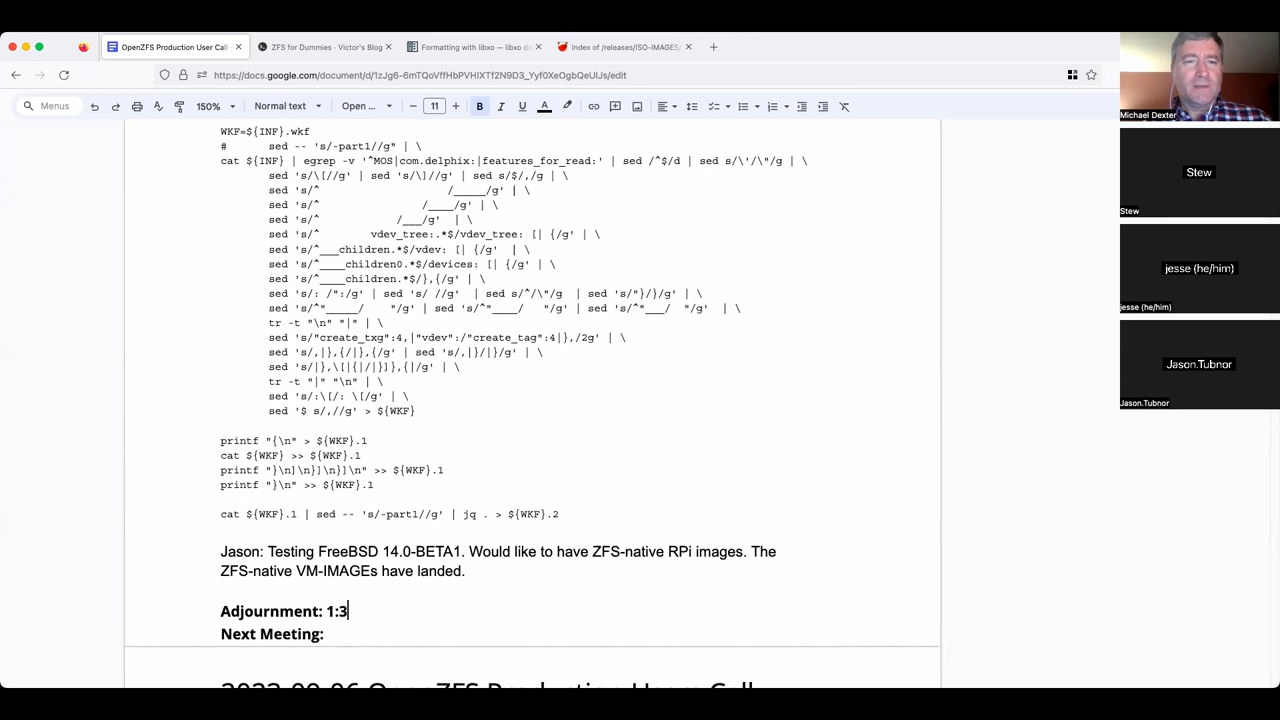 OpenZFS Production User Call
ZFS for Dummies · Victor's Blog
Formatting with libxo — libxo d
Index of /releases/ISO-IMAGES/
docs.google.com/document/d/1zJg6-6mTQoVffHbPVHIXTf2N9D3_Yyf0XeOgbQeUlJs/edit
Menus
150%
Normal text
Open ...
11
B
I
U
A
WKF=${INF}.wkf
#       sed -- 's/-part1//g' | \
cat ${INF} | egrep -v '^MOS|com.delphix:|features_for_read:' | sed /^$/d | sed s/\'/\"/g | \
sed 's/\[//g' | sed 's/\]//g' | sed s/$/,/g | \
sed 's/^                 /_____/g' | \
sed 's/^             /____/g' | \
sed 's/^         /___/g'  | \
sed 's/^       vdev_tree:.*$/vdev_tree: [| {/g' | \
sed 's/^___children.*$/vdev: [| {/g'  | \
sed 's/^____children0.*$/devices: [| {/g' | \
sed 's/^____children.*$/},{/g' | \
sed 's/: /":/g' | sed 's/ //g'  | sed s/^/\"/g  | sed 's/"}/}/g' | \
sed 's/^"_____/    "/g' | sed 's/^"____/   "/g' | sed 's/^"___/  "/g'  | \
tr -t "\n" "|" | \
sed 's/"create_txg":4,|"vdev":/"create_tag":4|},/2g' | \
sed 's/,|},{/|},{/g' | sed 's/,|}/|}/g' | \
sed 's/|},\[|{|/|}]},{|/g' | \
tr -t "|" "\n" | \
sed 's/:\[/: \[/g' | \
sed '$ s/,//g' > ${WKF}
printf "{\n" > ${WKF}.1
cat ${WKF} >> ${WKF}.1
printf "}\n]\n}]\n}]\n" >> ${WKF}.1
printf "}\n" >> ${WKF}.1
cat ${WKF}.1 | sed -- 's/-part1//g' | jq . > ${WKF}.2
Jason: Testing FreeBSD 14.0-BETA1. Would like to have ZFS-native RPi images. The
ZFS-native VM-IMAGEs have landed.
Adjournment: 1:3
Next Meeting:
Michael Dexter
Stew
Stew
jesse (he/him)
jesse (he/him)
Jason.Tubnor
Jason.Tubnor